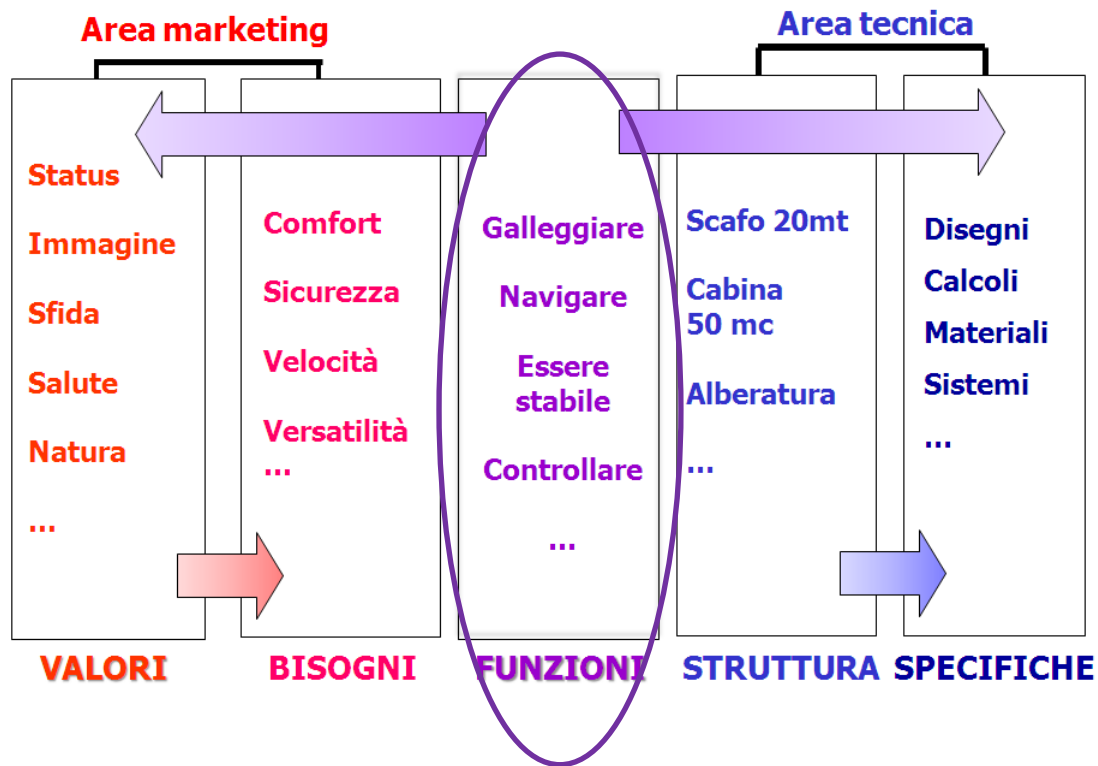 Area marketing
Area tecnica
Status
Immagine
Sfida
Salute
Natura
...
VALORI
Comfort
Sicurezza
Velocità
Versatilità
...
BISOGNI
Galleggiare
Navigare
Essere
stabile
Controllare
...
FUNZIONI
Scafo 20mt
Cabina
50 mc
Alberatura
...
STRUTTURA
Disegni
Calcoli
Materiali
Sistemi
...
SPECIFICHE